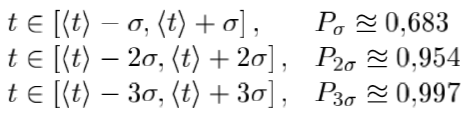 t ∈ [⟨t⟩ − σ, ⟨t⟩ + σ] , P_σ ≊ 0,683
t ∈ [⟨t⟩ − 2σ, ⟨t⟩ + 2σ] , P_2σ ≊ 0,954
t ∈ [⟨t⟩ − 3σ, ⟨t⟩ + 3σ] , P_3σ ≊ 0,997